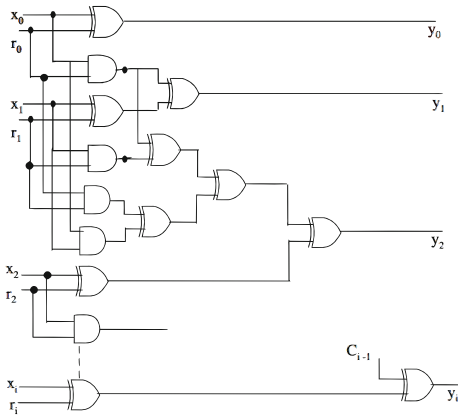 x₀
r₀
y₀
x₁
r₁
y₁
x₂
r₂
y₂
Cᵢ₋₁
xᵢ
rᵢ
yᵢ